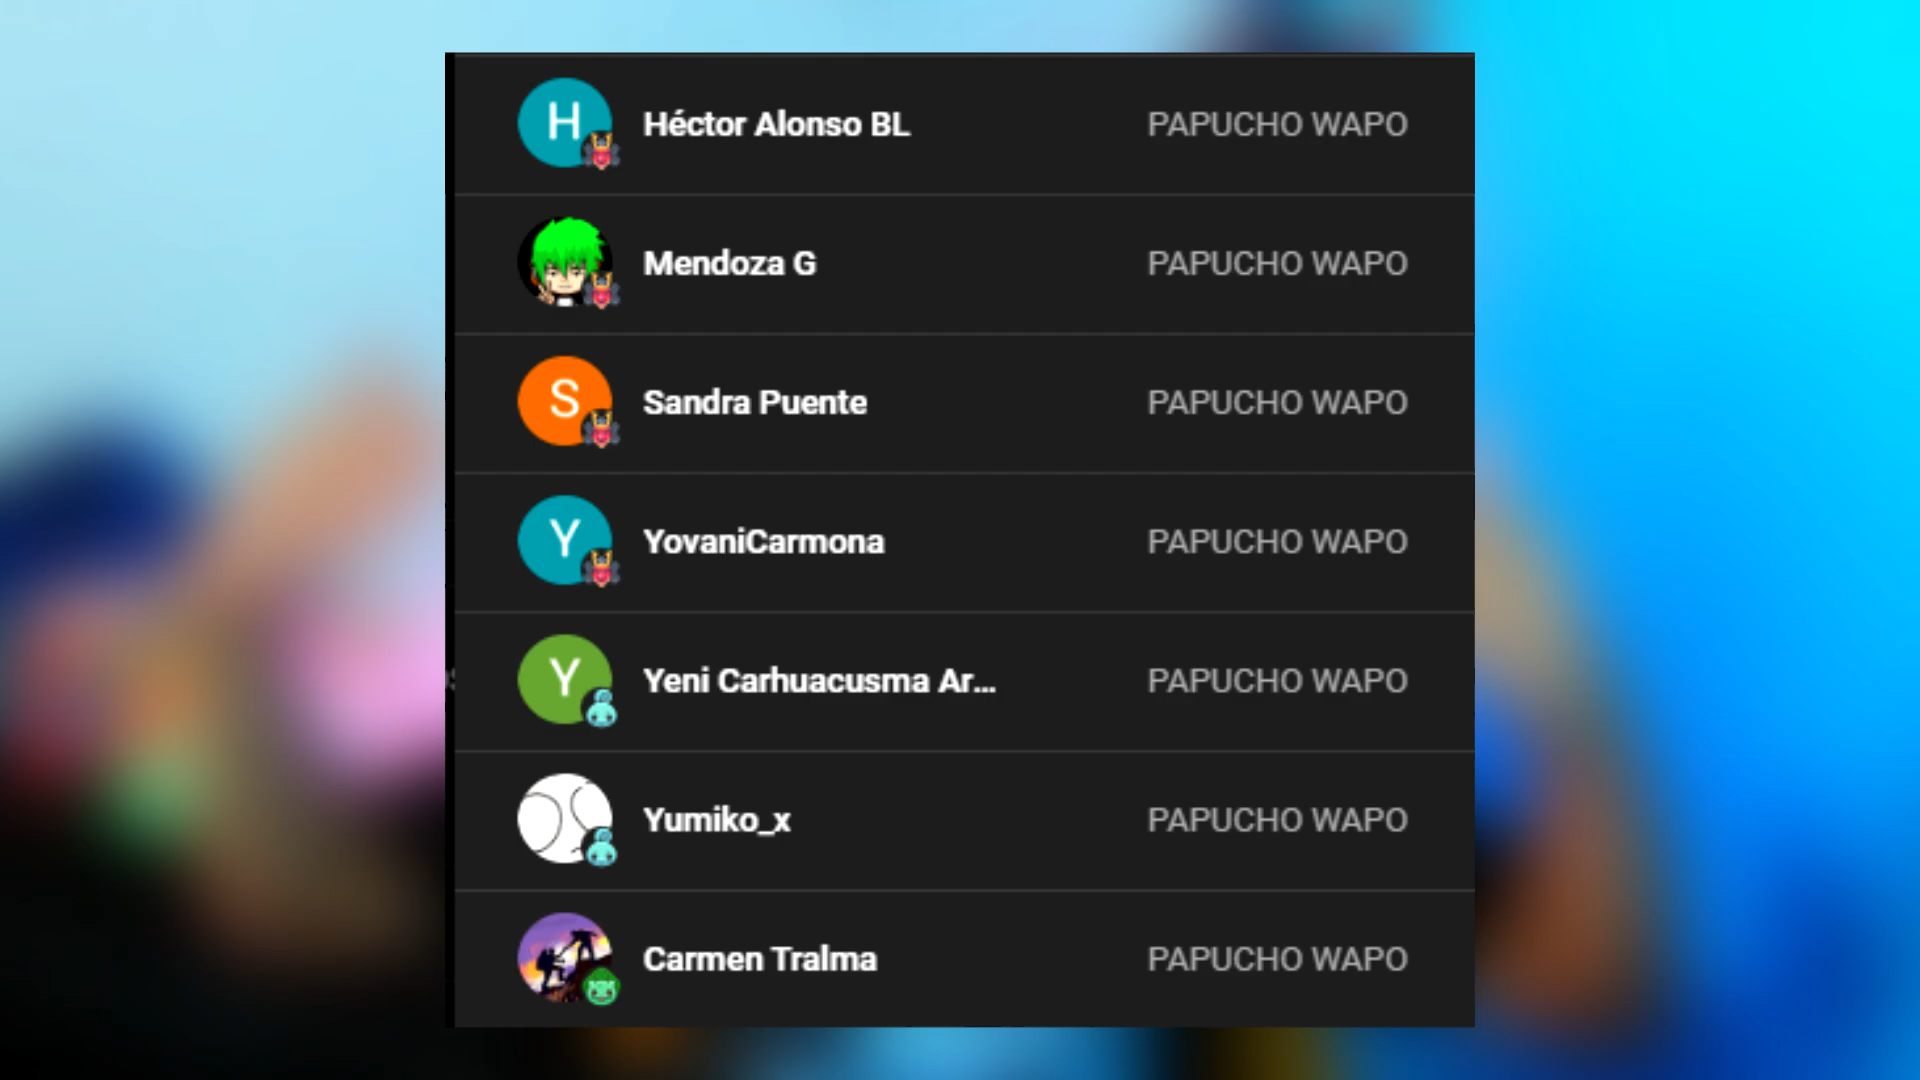 H Héctor Alonso BL PAPUCHO WAPO
Mendoza G PAPUCHO WAPO
S Sandra Puente PAPUCHO WAPO
Y YovaniCarmona PAPUCHO WAPO
Y Yeni Carhuacusma Ar... PAPUCHO WAPO
Yumiko_x PAPUCHO WAPO
Carmen Tralma PAPUCHO WAPO